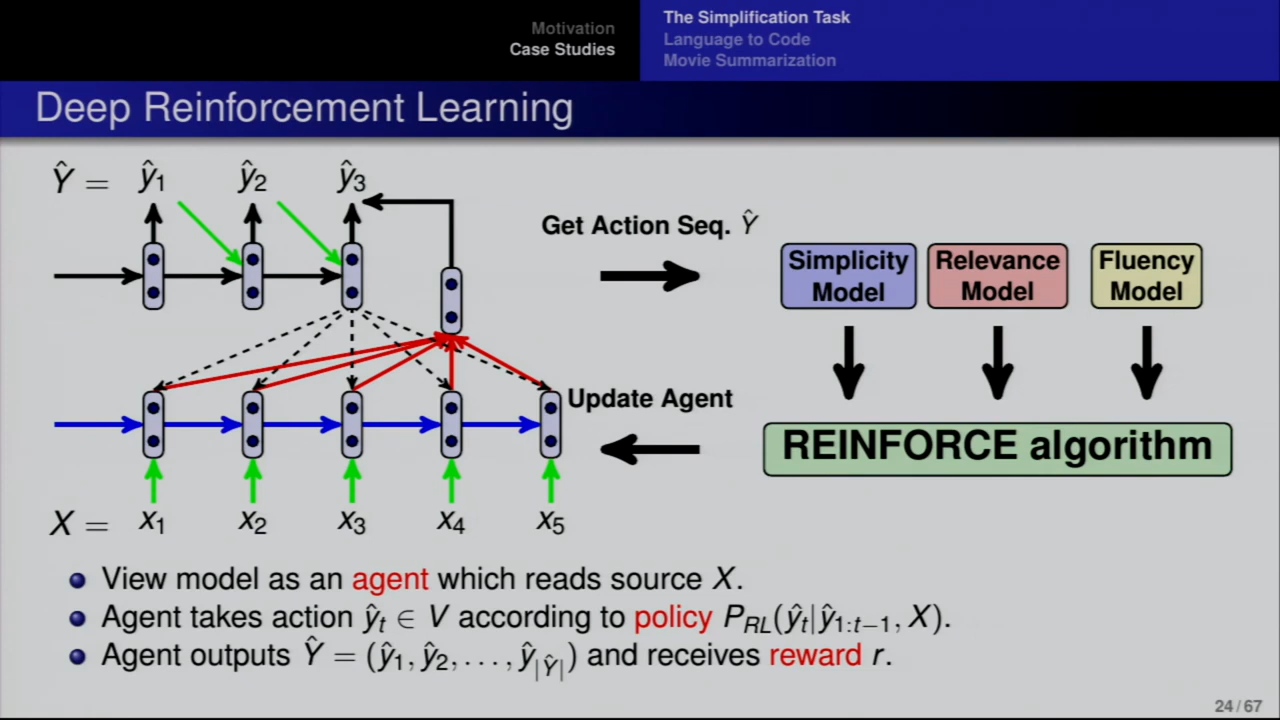 Motivation
Case Studies
The Simplification Task
Language to Code
Movie Summarization
Deep Reinforcement Learning
Ŷ = ŷ1 ŷ2 ŷ3
Get Action Seq. Ŷ
Simplicity Model
Relevance Model
Fluency Model
Update Agent
REINFORCE algorithm
X = x1 x2 x3 x4 x5
View model as an agent which reads source X.
Agent takes action ŷt ∈ V according to policy PRL(ŷt|ŷ1:t−1, X).
Agent outputs Ŷ = (ŷ1, ŷ2, . . . , ŷ|Ŷ|) and receives reward r.
24/67